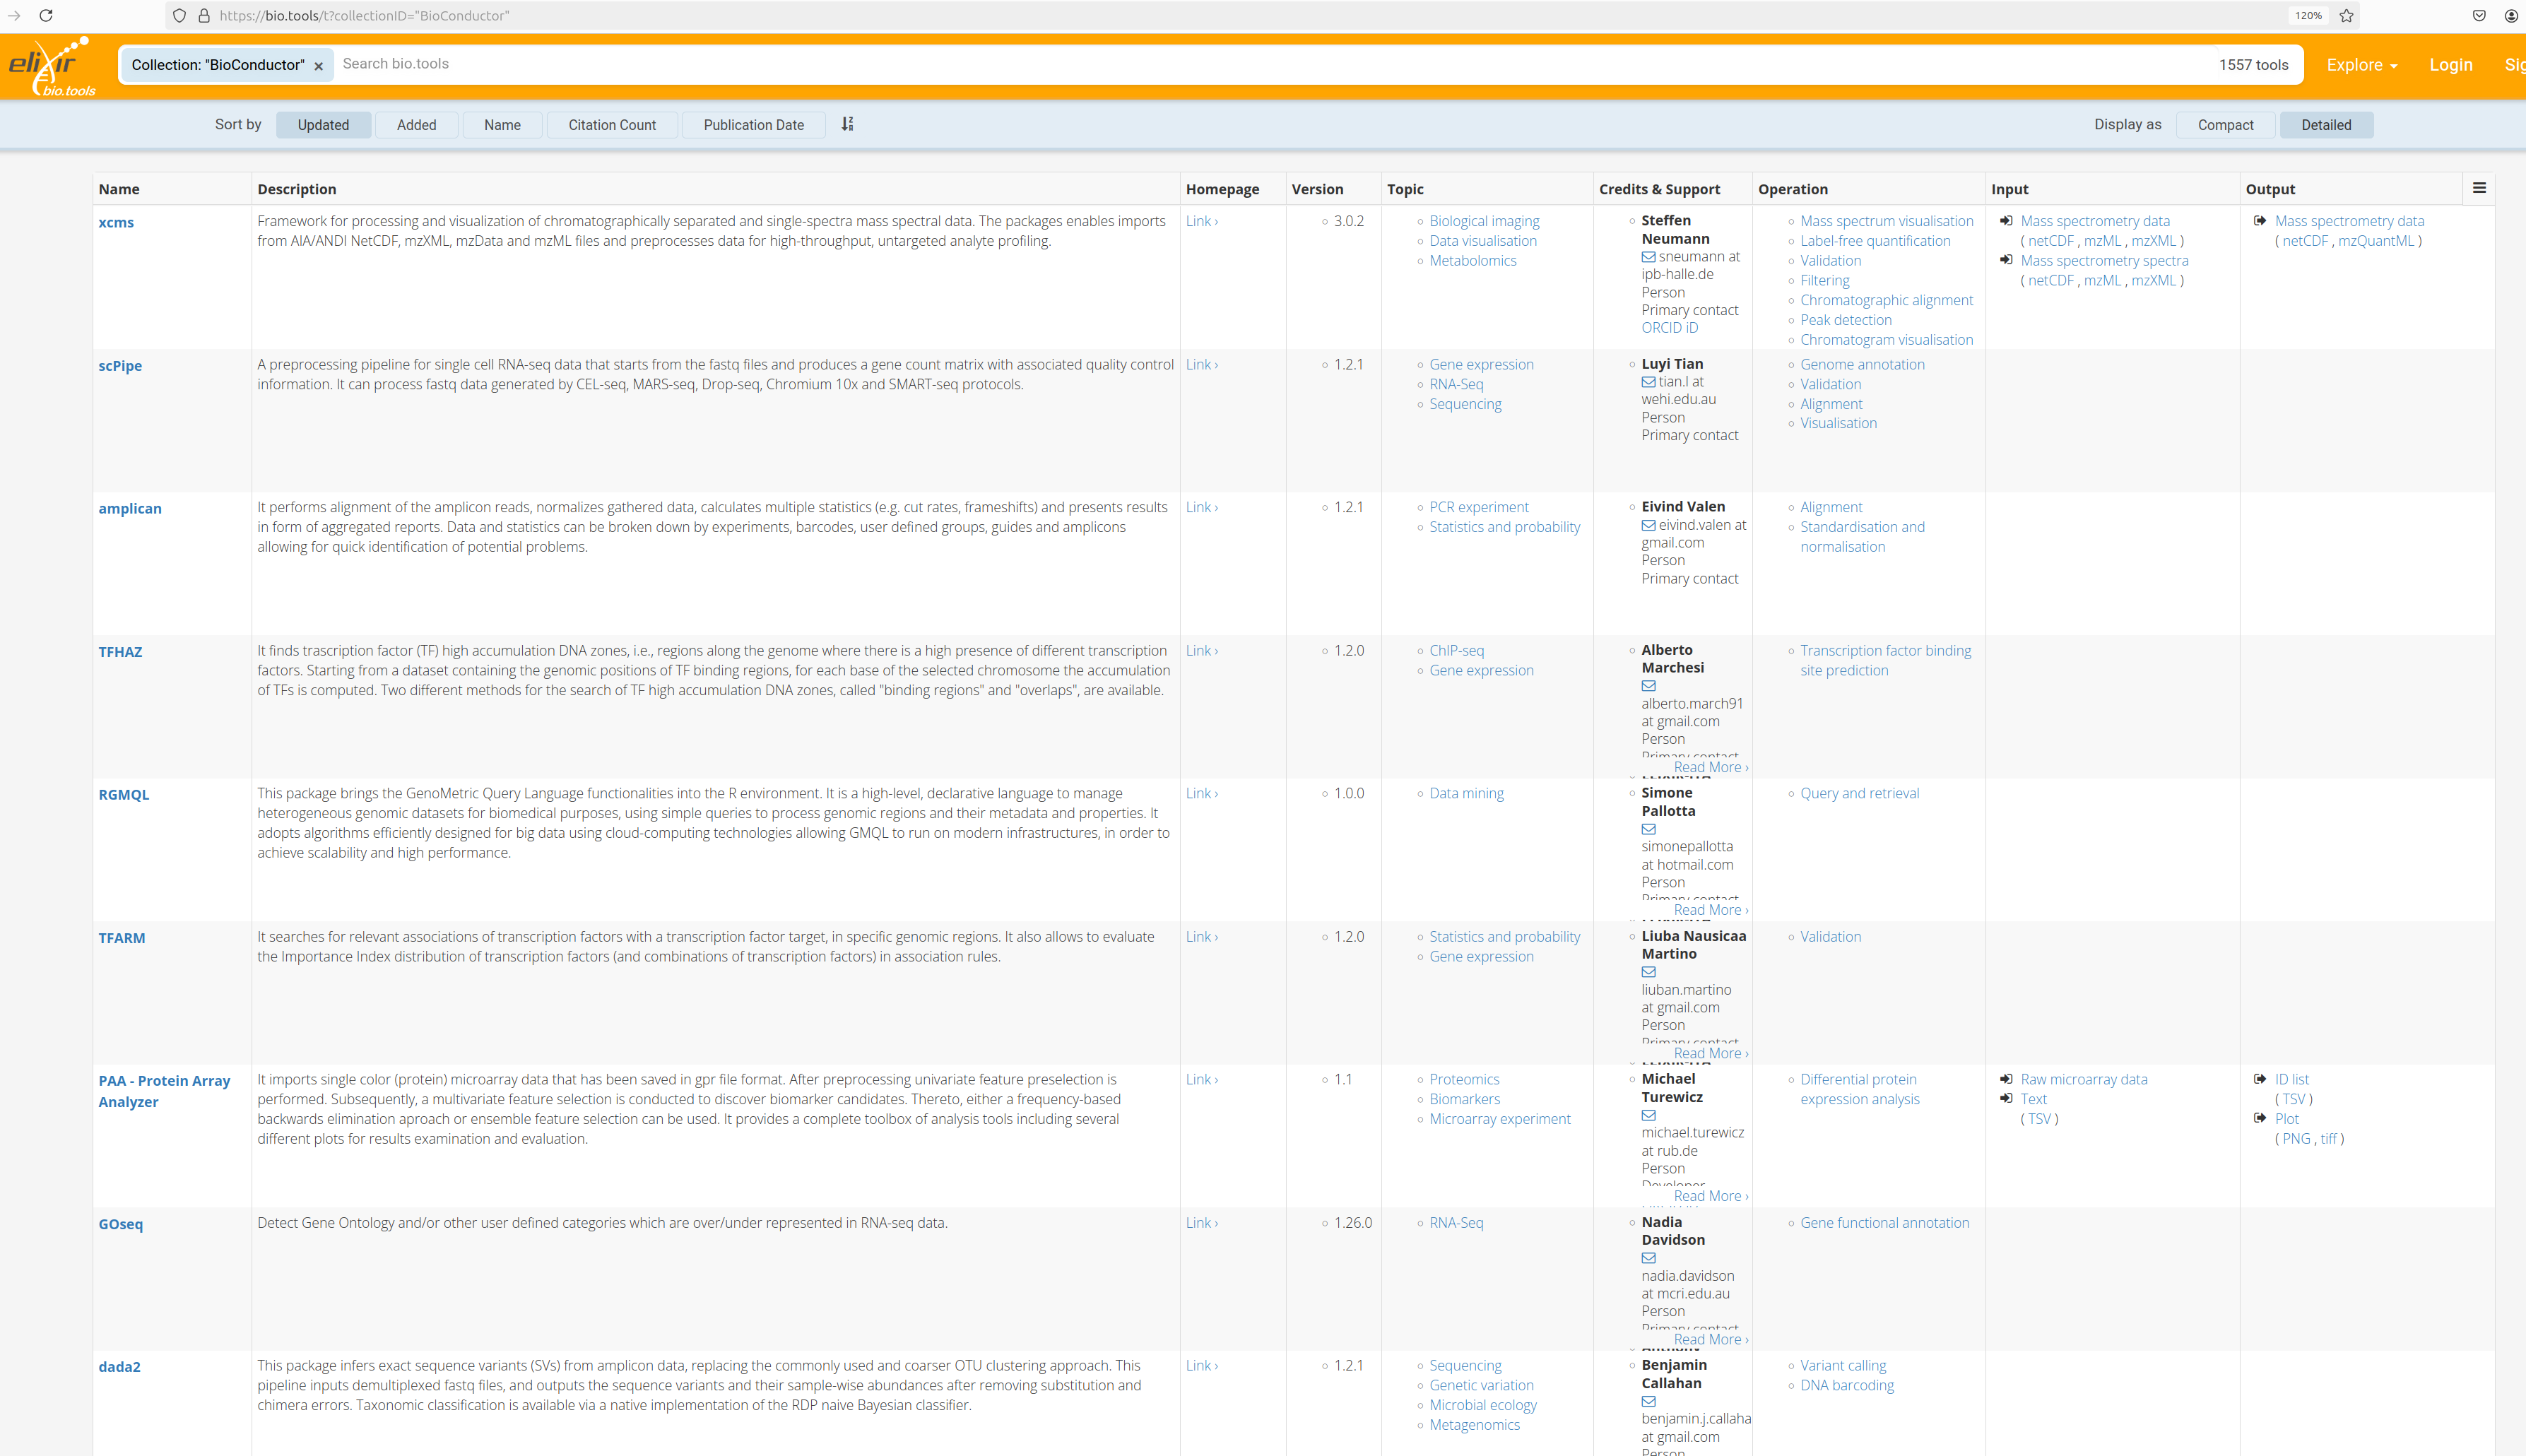 https://bio.tools/t?collectionID="BioConductor"
120%
elixir
bio.tools
Collection: "BioConductor" ×
Search bio.tools
1557 tools
Explore
Login
Sort by
Updated
Added
Name
Citation Count
Publication Date
Display as
Compact
Detailed
Name
Description
Homepage
Version
Topic
Credits & Support
Operation
Input
Output
xcms
Framework for processing and visualization of chromatographically separated and single-spectra mass spectral data. The packages enables imports
from AIA/ANDI NetCDF, mzXML, mzData and mzML files and preprocesses data for high-throughput, untargeted analyte profiling.
Link ›
3.0.2
Biological imaging
Data visualisation
Metabolomics
Steffen
Neumann
sneumann at
ipb-halle.de
Person
Primary contact
ORCID iD
Mass spectrum visualisation
Label-free quantification
Validation
Filtering
Chromatographic alignment
Peak detection
Chromatogram visualisation
Mass spectrometry data
( netCDF , mzML , mzXML )
Mass spectrometry spectra
( netCDF , mzML , mzXML )
Mass spectrometry data
( netCDF , mzQuantML )
scPipe
A preprocessing pipeline for single cell RNA-seq data that starts from the fastq files and produces a gene count matrix with associated quality control
information. It can process fastq data generated by CEL-seq, MARS-seq, Drop-seq, Chromium 10x and SMART-seq protocols.
Link ›
1.2.1
Gene expression
RNA-Seq
Sequencing
Luyi Tian
tian.l at
wehi.edu.au
Person
Primary contact
Genome annotation
Validation
Alignment
Visualisation
amplican
It performs alignment of the amplicon reads, normalizes gathered data, calculates multiple statistics (e.g. cut rates, frameshifts) and presents results
in form of aggregated reports. Data and statistics can be broken down by experiments, barcodes, user defined groups, guides and amplicons
allowing for quick identification of potential problems.
Link ›
1.2.1
PCR experiment
Statistics and probability
Eivind Valen
eivind.valen at
gmail.com
Person
Primary contact
Alignment
Standardisation and
normalisation
TFHAZ
It finds trascription factor (TF) high accumulation DNA zones, i.e., regions along the genome where there is a high presence of different transcription
factors. Starting from a dataset containing the genomic positions of TF binding regions, for each base of the selected chromosome the accumulation
of TFs is computed. Two different methods for the search of TF high accumulation DNA zones, called "binding regions" and "overlaps", are available.
Link ›
1.2.0
ChIP-seq
Gene expression
Alberto
Marchesi
alberto.march91
at gmail.com
Person
Primary contact
Read More ›
Transcription factor binding
site prediction
RGMQL
This package brings the GenoMetric Query Language functionalities into the R environment. It is a high-level, declarative language to manage
heterogeneous genomic datasets for biomedical purposes, using simple queries to process genomic regions and their metadata and properties. It
adopts algorithms efficiently designed for big data using cloud-computing technologies allowing GMQL to run on modern infrastructures, in order to
achieve scalability and high performance.
Link ›
1.0.0
Data mining
Simone
Pallotta
simonepallotta
at hotmail.com
Person
Primary contact
Read More ›
Query and retrieval
TFARM
It searches for relevant associations of transcription factors with a transcription factor target, in specific genomic regions. It also allows to evaluate
the Importance Index distribution of transcription factors (and combinations of transcription factors) in association rules.
Link ›
1.2.0
Statistics and probability
Gene expression
Liuba Nausicaa
Martino
liuban.martino
at gmail.com
Person
Primary contact
Read More ›
Validation
PAA - Protein Array
Analyzer
It imports single color (protein) microarray data that has been saved in gpr file format. After preprocessing univariate feature preselection is
performed. Subsequently, a multivariate feature selection is conducted to discover biomarker candidates. Thereto, either a frequency-based
backwards elimination aproach or ensemble feature selection can be used. It provides a complete toolbox of analysis tools including several
different plots for results examination and evaluation.
Link ›
1.1
Proteomics
Biomarkers
Microarray experiment
Michael
Turewicz
michael.turewicz
at rub.de
Person
Developer
Read More ›
Differential protein
expression analysis
Raw microarray data
Text
( TSV )
ID list
( TSV )
Plot
( PNG , tiff )
GOseq
Detect Gene Ontology and/or other user defined categories which are over/under represented in RNA-seq data.
Link ›
1.26.0
RNA-Seq
Nadia
Davidson
nadia.davidson
at mcri.edu.au
Person
Primary contact
Read More ›
Gene functional annotation
dada2
This package infers exact sequence variants (SVs) from amplicon data, replacing the commonly used and coarser OTU clustering approach. This
pipeline inputs demultiplexed fastq files, and outputs the sequence variants and their sample-wise abundances after removing substitution and
chimera errors. Taxonomic classification is available via a native implementation of the RDP naive Bayesian classifier.
Link ›
1.2.1
Sequencing
Genetic variation
Microbial ecology
Metagenomics
Benjamin
Callahan
benjamin.j.callaha
at gmail.com
Person
Variant calling
DNA barcoding